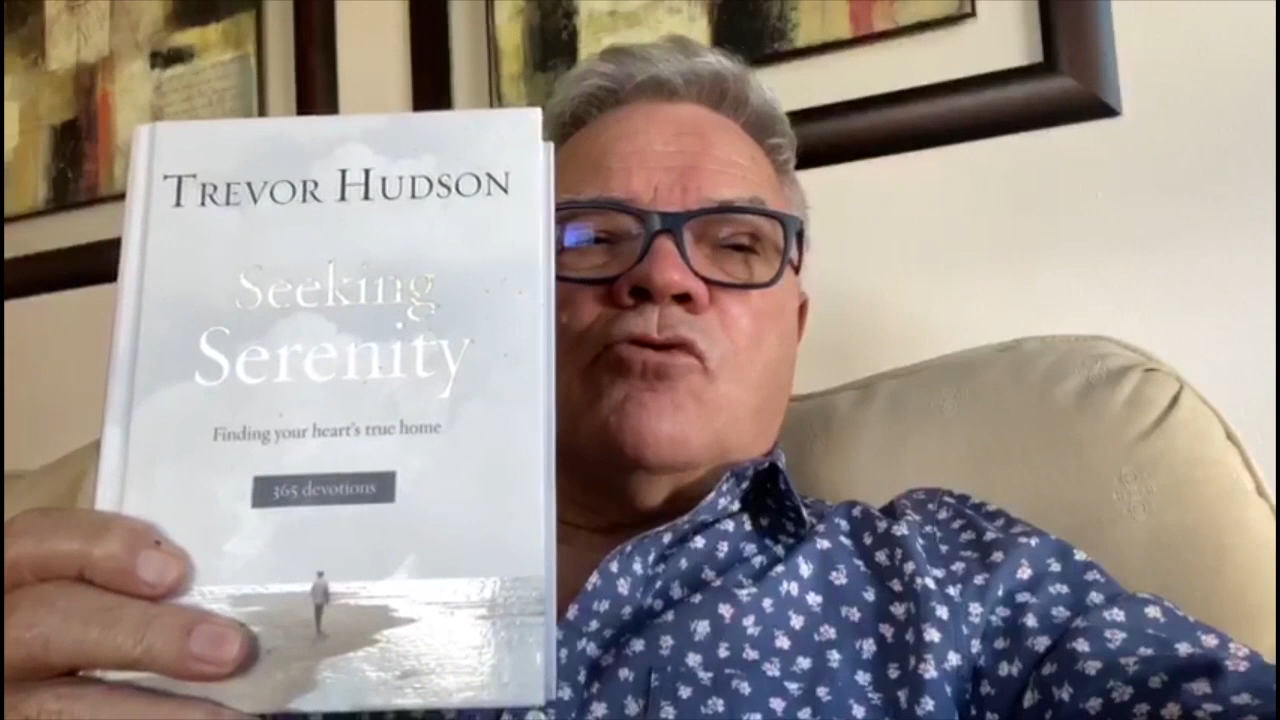 TREVOR HUDSON
Seeking
Serenity
Finding your heart's true home
365 devotions